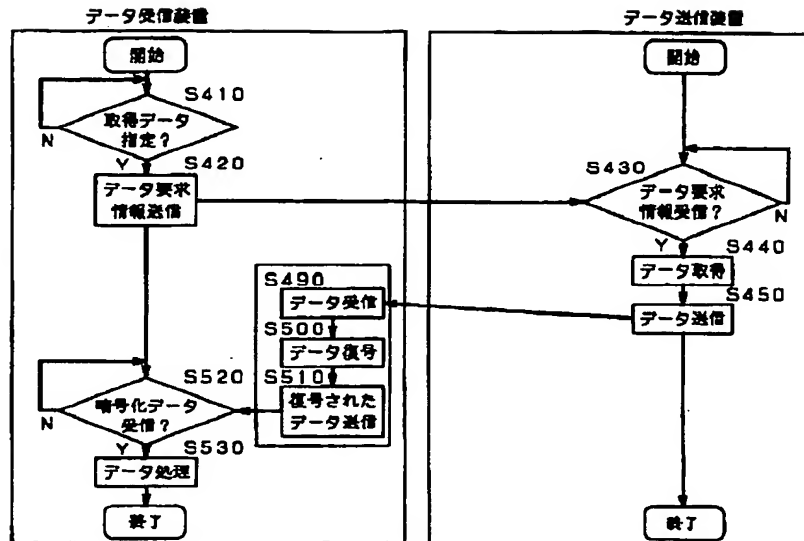 データ受信装置
開始
S410
取得データ
指定?
N
Y
S420
データ要求
情報送信
S490
データ受信
S500
データ復号
S510
復号された
データ送信
S520
暗号化データ
受信?
N
Y
S530
データ処理
終了
データ送信装置
開始
S430
データ要求
情報受信?
N
Y
S440
データ取得
S450
データ送信
終了